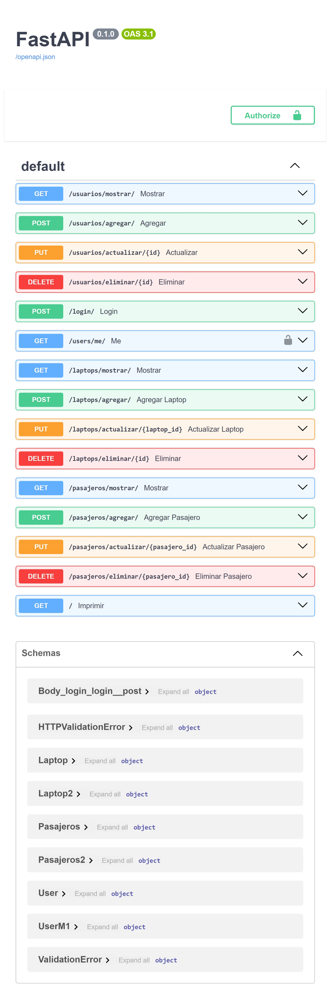 FastAPI 0.1.0 OAS 3.1
/openapi.json
Authorize
default
GET /usuarios/mostrar/ Mostrar
POST /usuarios/agregar/ Agregar
PUT /usuarios/actualizar/{id} Actualizar
DELETE /usuarios/eliminar/{id} Eliminar
POST /login/ Login
GET /users/me/ Me
GET /laptops/mostrar/ Mostrar
POST /laptops/agregar/ Agregar Laptop
PUT /laptops/actualizar/{laptop_id} Actualizar Laptop
DELETE /laptops/eliminar/{id} Eliminar
GET /pasajeros/mostrar/ Mostrar
POST /pasajeros/agregar/ Agregar Pasajero
PUT /pasajeros/actualizar/{pasajero_id} Actualizar Pasajero
DELETE /pasajeros/eliminar/{pasajero_id} Eliminar Pasajero
GET / Imprimir
Schemas
Body_login_login__post Expand all object
HTTPValidationError Expand all object
Laptop Expand all object
Laptop2 Expand all object
Pasajeros Expand all object
Pasajeros2 Expand all object
User Expand all object
UserM1 Expand all object
ValidationError Expand all object